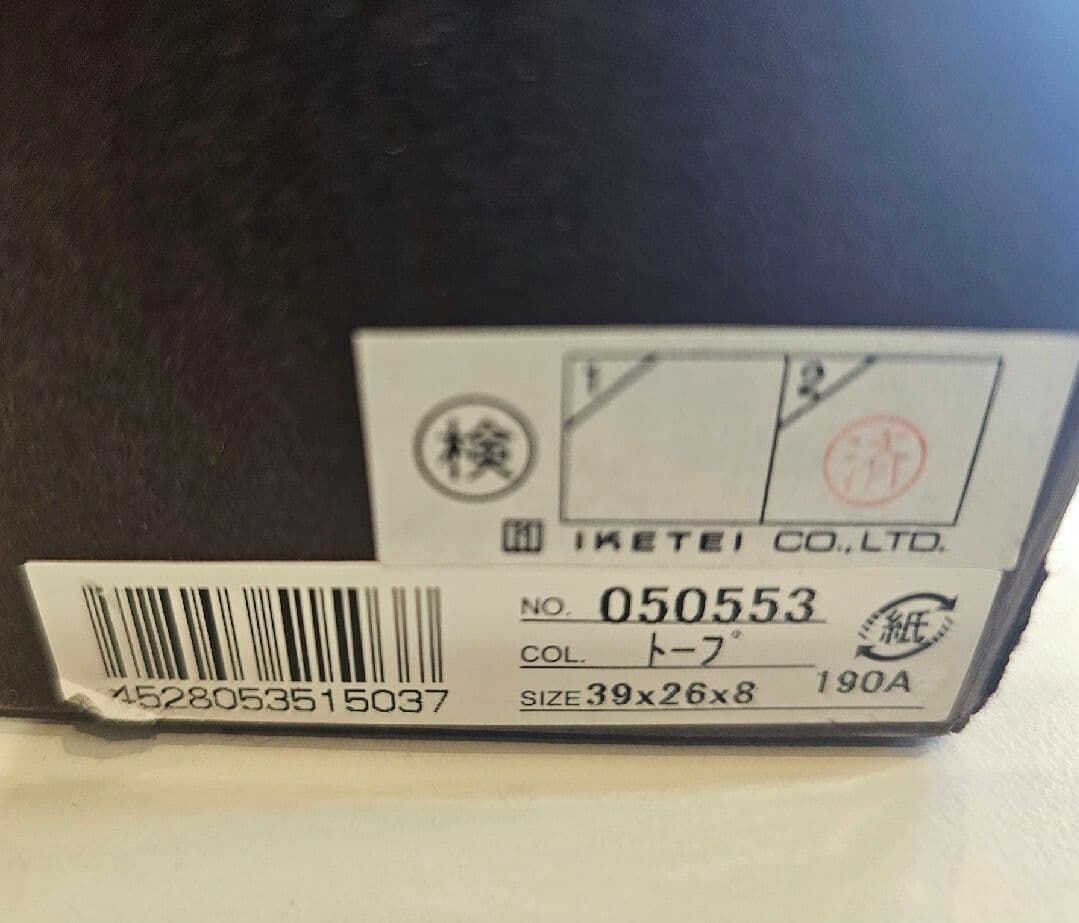 検
1
2
済
IKETEI CO.,LTD.
4528053515037
NO. 050553
COL. トープ
SIZE 39x26x8
紙
190A